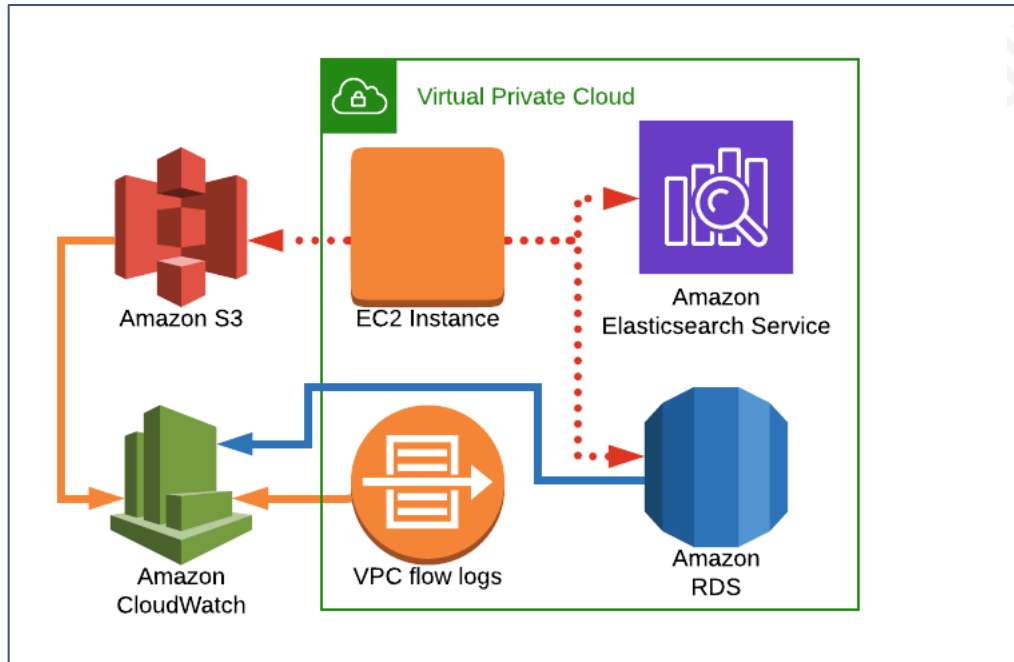 Virtual Private Cloud
Amazon S3
EC2 Instance
Amazon
Elasticsearch Service
Amazon
CloudWatch
VPC flow logs
Amazon
RDS